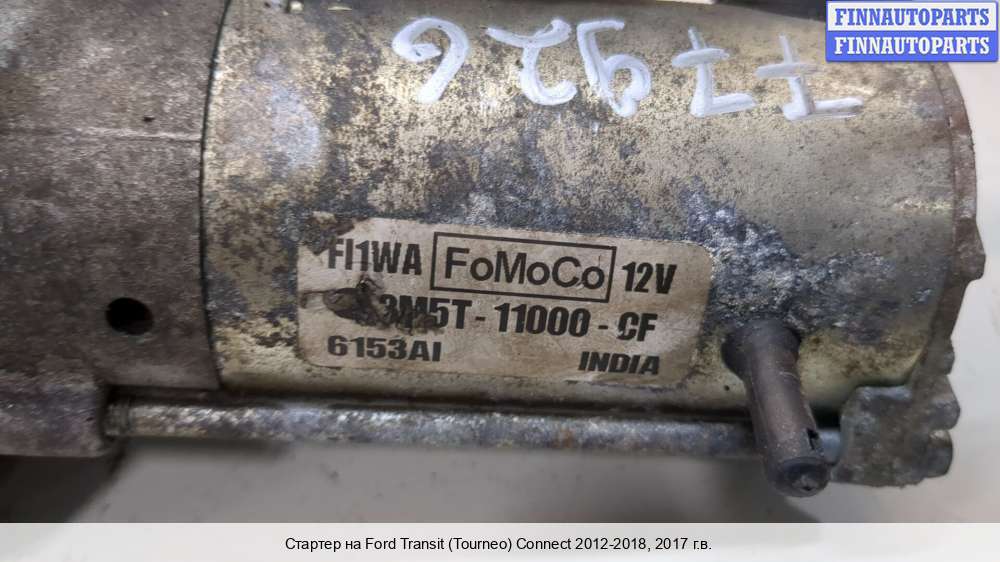 FINNAUTOPARTS
FINNAUTOPARTS
F7926
FI1WA FoMoCo 12V
3M5T-11000-CF
6153AI INDIA
Стартер на Ford Transit (Tourneo) Connect 2012-2018, 2017 г.в.